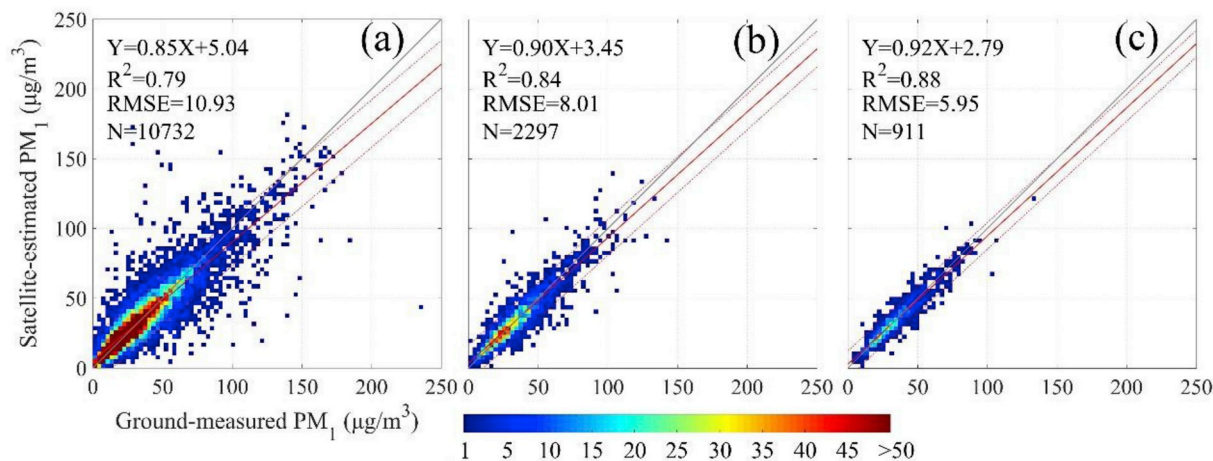 (a)
Y=0.85X+5.04
R²=0.79
RMSE=10.93
N=10732
(b)
Y=0.90X+3.45
R²=0.84
RMSE=8.01
N=2297
(c)
Y=0.92X+2.79
R²=0.88
RMSE=5.95
N=911
Satellite-estimated PM₁ (µg/m³)
250
200
150
100
50
0
0 50 100 150 200 250
0 50 100 150 200 250
0 50 100 150 200 250
Ground-measured PM₁ (µg/m³)
1 5 10 15 20 25 30 35 40 45 >50